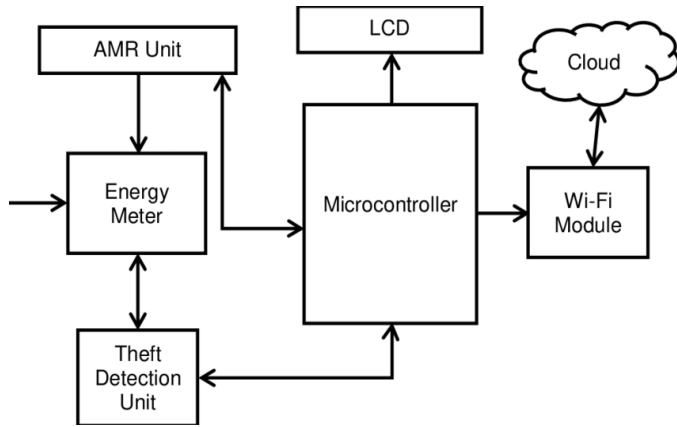 AMR Unit
LCD
Cloud
Energy
Meter
Microcontroller
Wi-Fi
Module
Theft
Detection
Unit